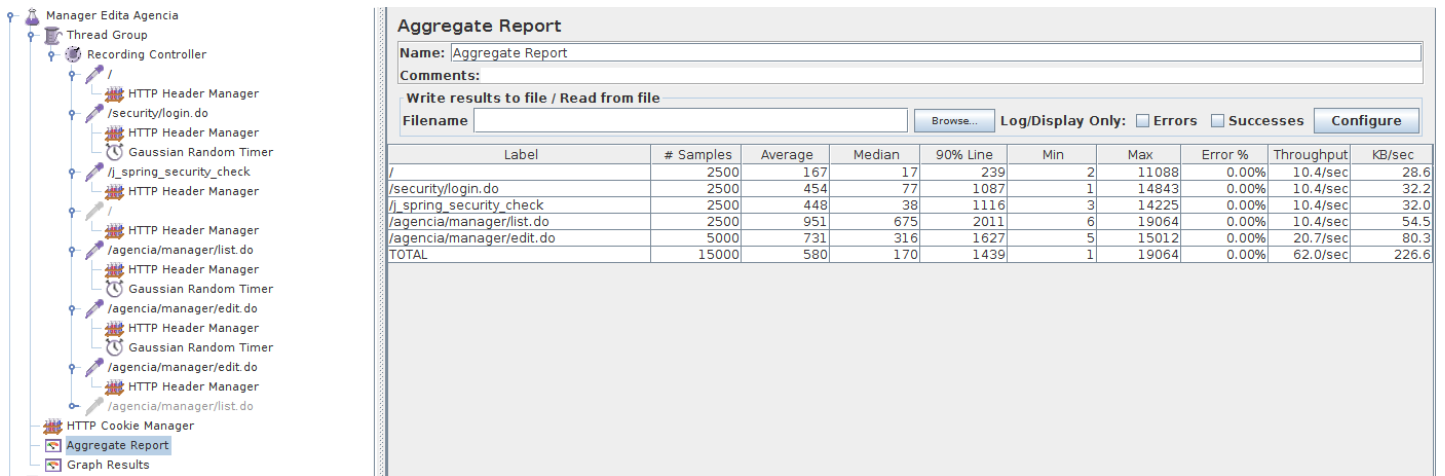 Manager Edita Agencia
Thread Group
Recording Controller
/
HTTP Header Manager
/security/login.do
HTTP Header Manager
Gaussian Random Timer
/j_spring_security_check
HTTP Header Manager
/
HTTP Header Manager
/agencia/manager/list.do
HTTP Header Manager
Gaussian Random Timer
/agencia/manager/edit.do
HTTP Header Manager
Gaussian Random Timer
/agencia/manager/edit.do
HTTP Header Manager
/agencia/manager/list.do
HTTP Cookie Manager
Aggregate Report
Graph Results
Aggregate Report
Name: Aggregate Report
Comments:
Write results to file / Read from file
Filename Browse... Log/Display Only: Errors Successes Configure
Label # Samples Average Median 90% Line Min Max Error % Throughput KB/sec
/ 2500 167 17 239 2 11088 0.00% 10.4/sec 28.6
/security/login.do 2500 454 77 1087 1 14843 0.00% 10.4/sec 32.2
/j_spring_security_check 2500 448 38 1116 3 14225 0.00% 10.4/sec 32.0
/agencia/manager/list.do 2500 951 675 2011 6 19064 0.00% 10.4/sec 54.5
/agencia/manager/edit.do 5000 731 316 1627 5 15012 0.00% 20.7/sec 80.3
TOTAL 15000 580 170 1439 1 19064 0.00% 62.0/sec 226.6